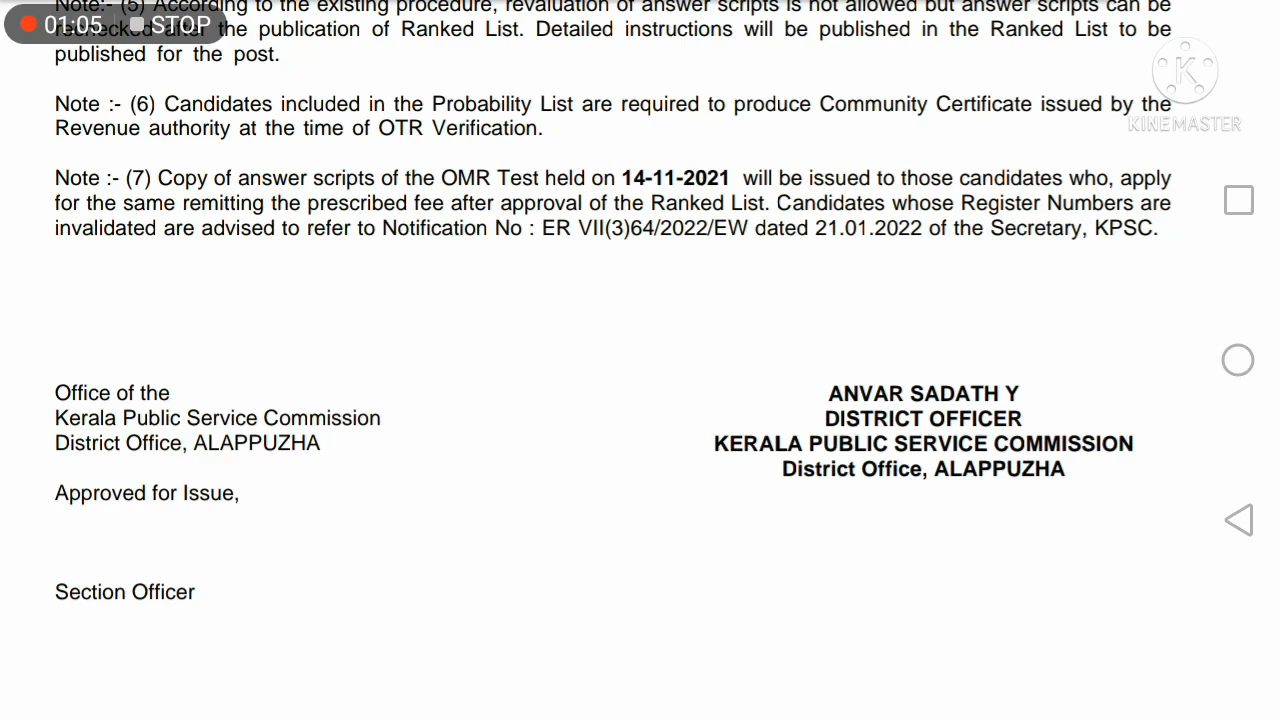 Note:- (5) According to the existing procedure, revaluation of answer scripts is not allowed but answer scripts can be
01:05 STOP
rechecked after the publication of Ranked List. Detailed instructions will be published in the Ranked List to be
published for the post.
K
KINEMASTER
Note :- (6) Candidates included in the Probability List are required to produce Community Certificate issued by the
Revenue authority at the time of OTR Verification.
Note :- (7) Copy of answer scripts of the OMR Test held on 14-11-2021 will be issued to those candidates who, apply
for the same remitting the prescribed fee after approval of the Ranked List. Candidates whose Register Numbers are
invalidated are advised to refer to Notification No : ER VII(3)64/2022/EW dated 21.01.2022 of the Secretary, KPSC.
Office of the
Kerala Public Service Commission
District Office, ALAPPUZHA
Approved for Issue,
Section Officer
ANVAR SADATH Y
DISTRICT OFFICER
KERALA PUBLIC SERVICE COMMISSION
District Office, ALAPPUZHA